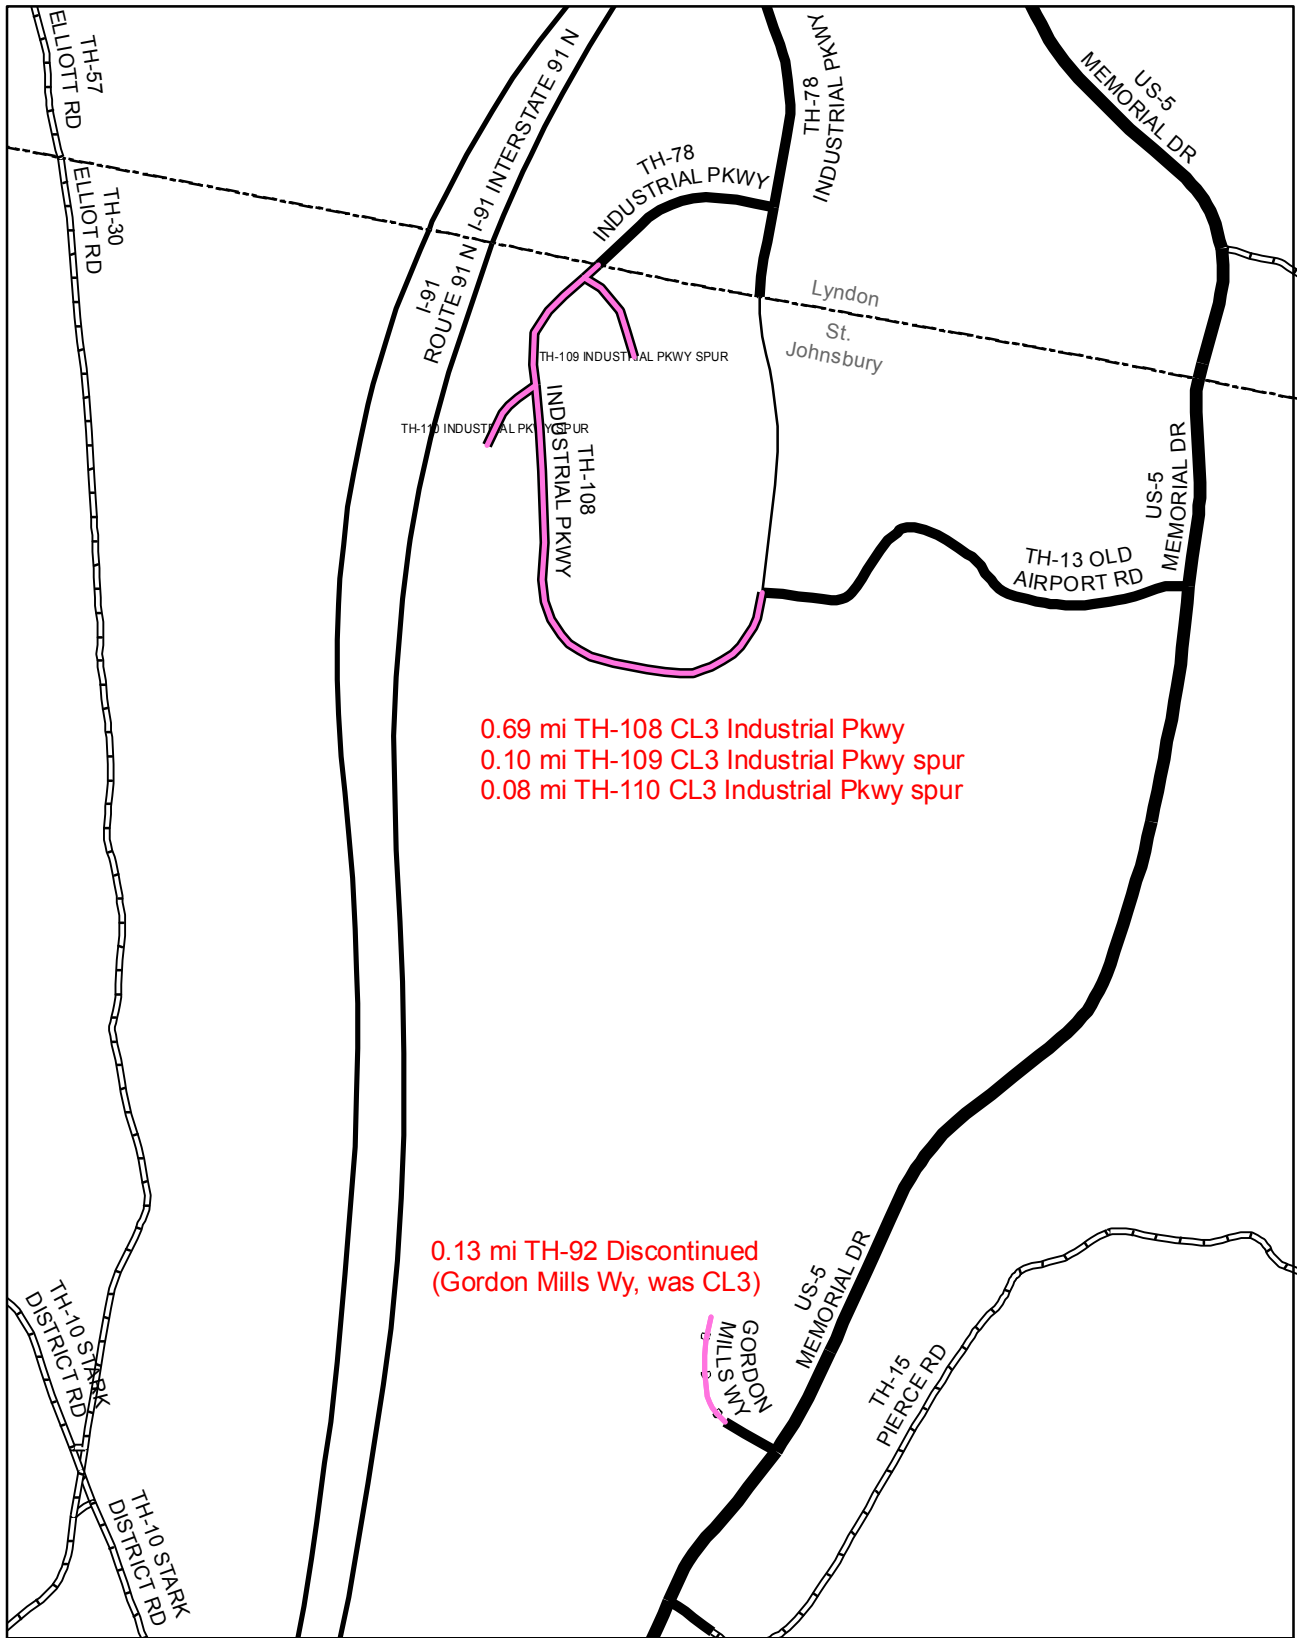 TH-57
ELLIOTT RD
TH-30
ELLIOT RD
I-91 INTERSTATE 91 N
I-91
ROUTE 91 N
TH-78
INDUSTRIAL PKWY
TH-78
INDUSTRIAL PKWY
US-5
MEMORIAL DR
Lyndon
St.
Johnsbury
TH-109 INDUSTRIAL PKWY SPUR
TH-110 INDUSTRIAL PKWY SPUR
TH-108
INDUSTRIAL PKWY
US-5
MEMORIAL DR
TH-13 OLD
AIRPORT RD
0.69 mi TH-108 CL3 Industrial Pkwy
0.10 mi TH-109 CL3 Industrial Pkwy spur
0.08 mi TH-110 CL3 Industrial Pkwy spur
0.13 mi TH-92 Discontinued
(Gordon Mills Wy, was CL3)
US-5
MEMORIAL DR
GORDON
MILLS WY
TH-15
PIERCE RD
TH-10 STARK
DISTRICT RD
TH-10 STARK
DISTRICT RD